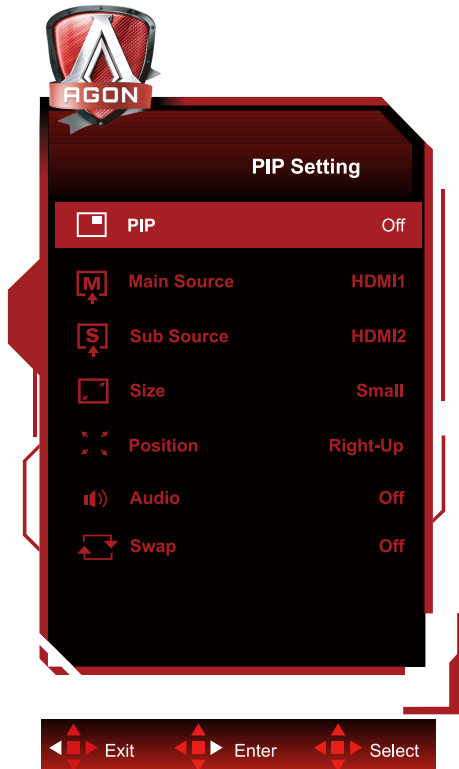 AGON
PIP Setting
PIP Off
M Main Source HDMI1
S Sub Source HDMI2
Size Small
Position Right-Up
Audio Off
Swap Off
Exit Enter Select